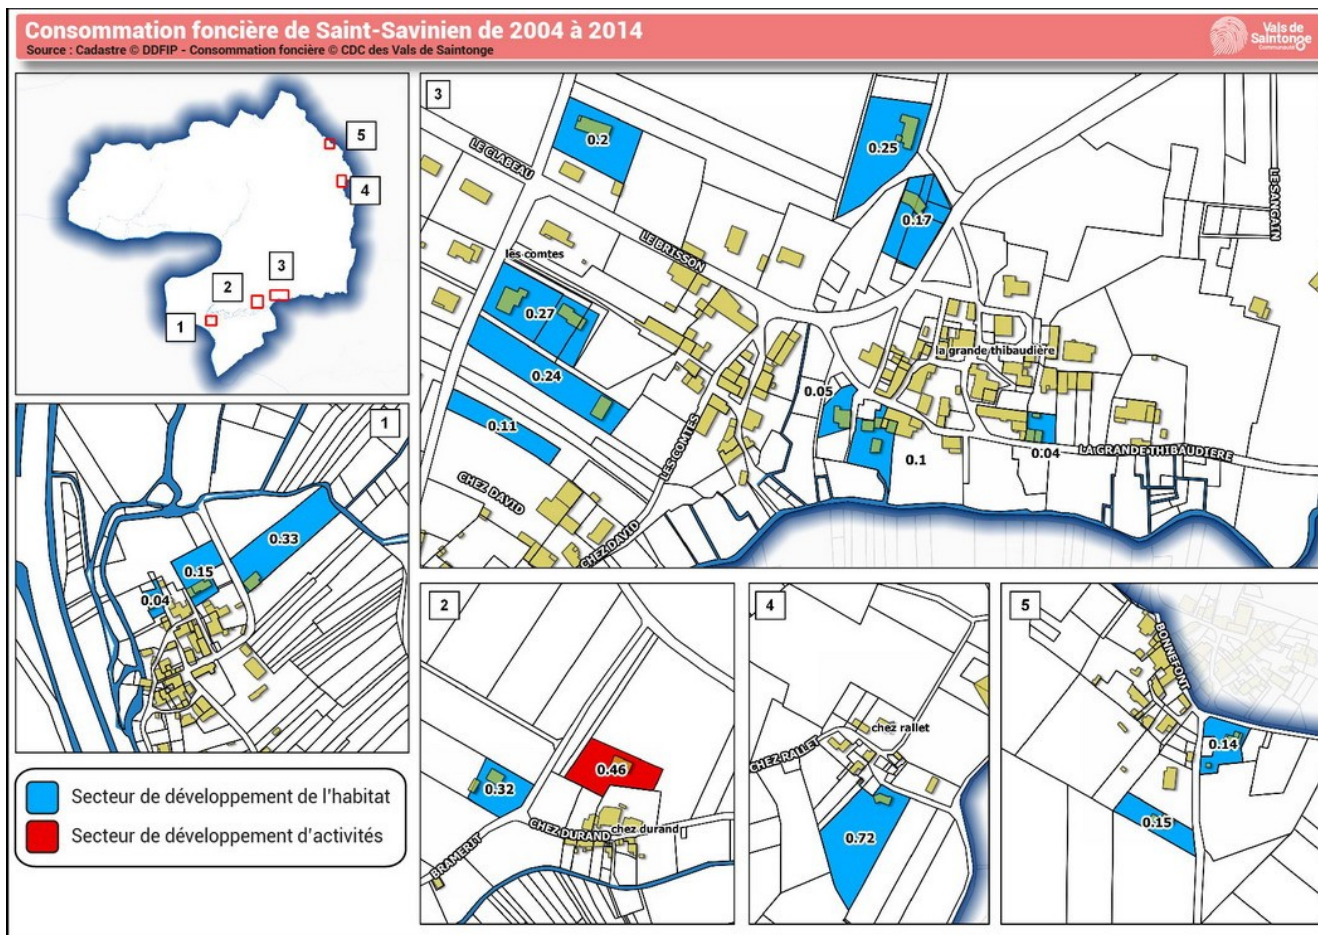 Consommation foncière de Saint-Savinien de 2004 à 2014
Source : Cadastre © DDFIP - Consommation foncière © CDC des Vals de Saintonge
Vals de
Saintonge
Communauté
5
4
3
2
1
3
0.2
0.25
LE CLABEAU
0.17
LE SANGAIN
LE BRISSON
les comtes
0.27
la grande thibaudière
0.24
0.05
0.11
LES COMTES
0.1
0.04
LA GRANDE THIBAUDIERE
CHEZ DAVID
CHEZ DAVID
1
0.33
0.15
0.04
2
0.46
0.32
CHEZ DURAND
chez durand
BRAMERIT
4
chez rallet
CHEZ RALLET
0.72
5
BONNEFONT
0.14
0.15
Secteur de développement de l'habitat
Secteur de développement d'activités